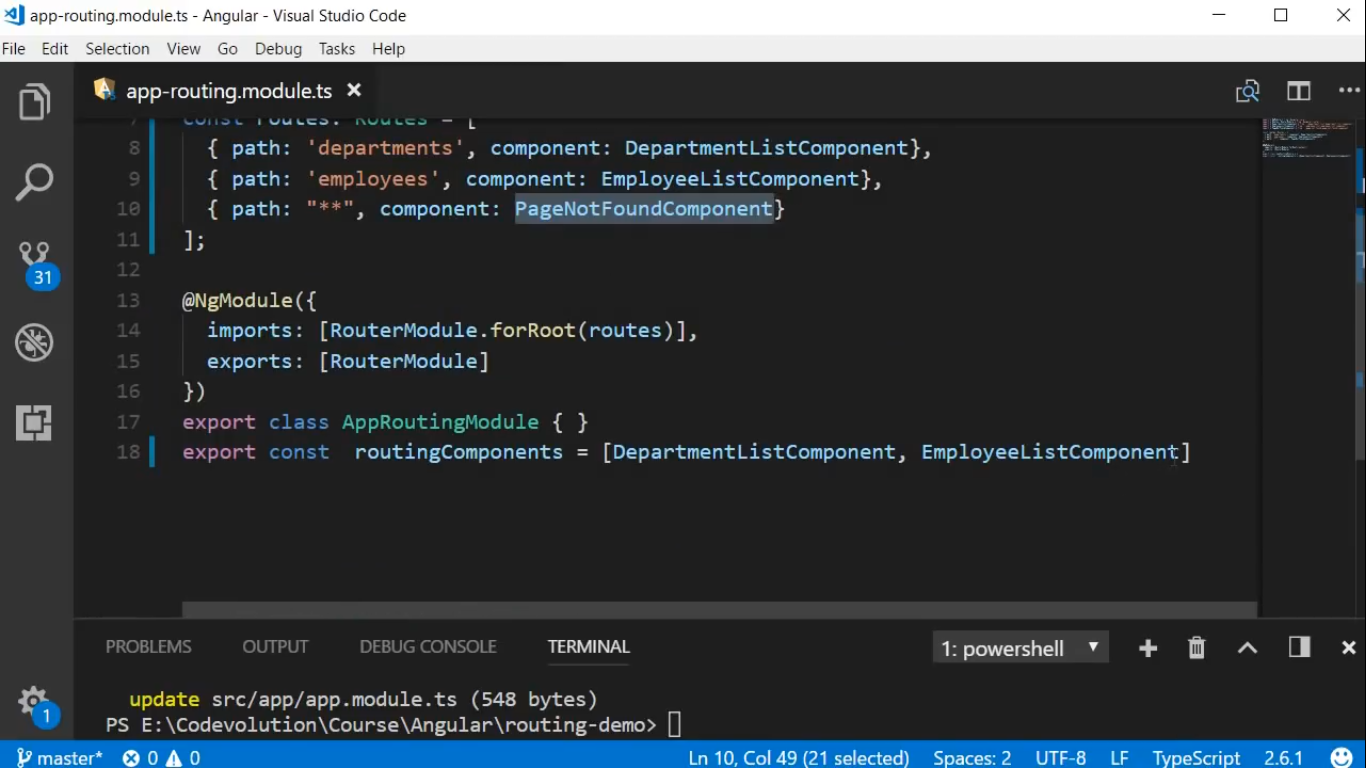 app-routing.module.ts - Angular - Visual Studio Code
File Edit Selection View Go Debug Tasks Help
app-routing.module.ts
7 const routes: Routes = [
8 { path: 'departments', component: DepartmentListComponent},
9 { path: 'employees', component: EmployeeListComponent},
10 { path: "**", component: PageNotFoundComponent}
11 ];
12
13 @NgModule({
14 imports: [RouterModule.forRoot(routes)],
15 exports: [RouterModule]
16 })
17 export class AppRoutingModule { }
18 export const routingComponents = [DepartmentListComponent, EmployeeListComponent]
31
PROBLEMS OUTPUT DEBUG CONSOLE TERMINAL 1: powershell
update src/app/app.module.ts (548 bytes)
PS E:\Codevolution\Course\Angular\routing-demo>
1
master* 0 0 Ln 10, Col 49 (21 selected) Spaces: 2 UTF-8 LF TypeScript 2.6.1